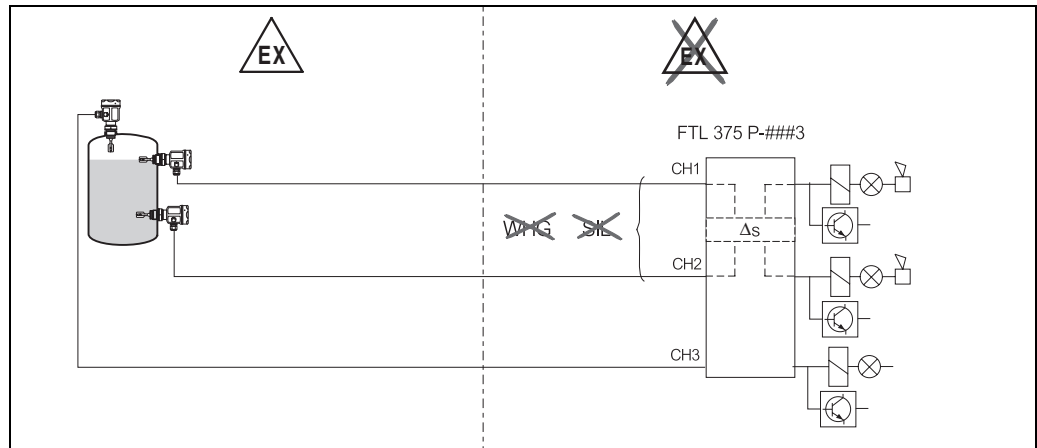 EX
EX
FTL 375 P-###3
CH1
WHG SIL
Δs
CH2
CH3